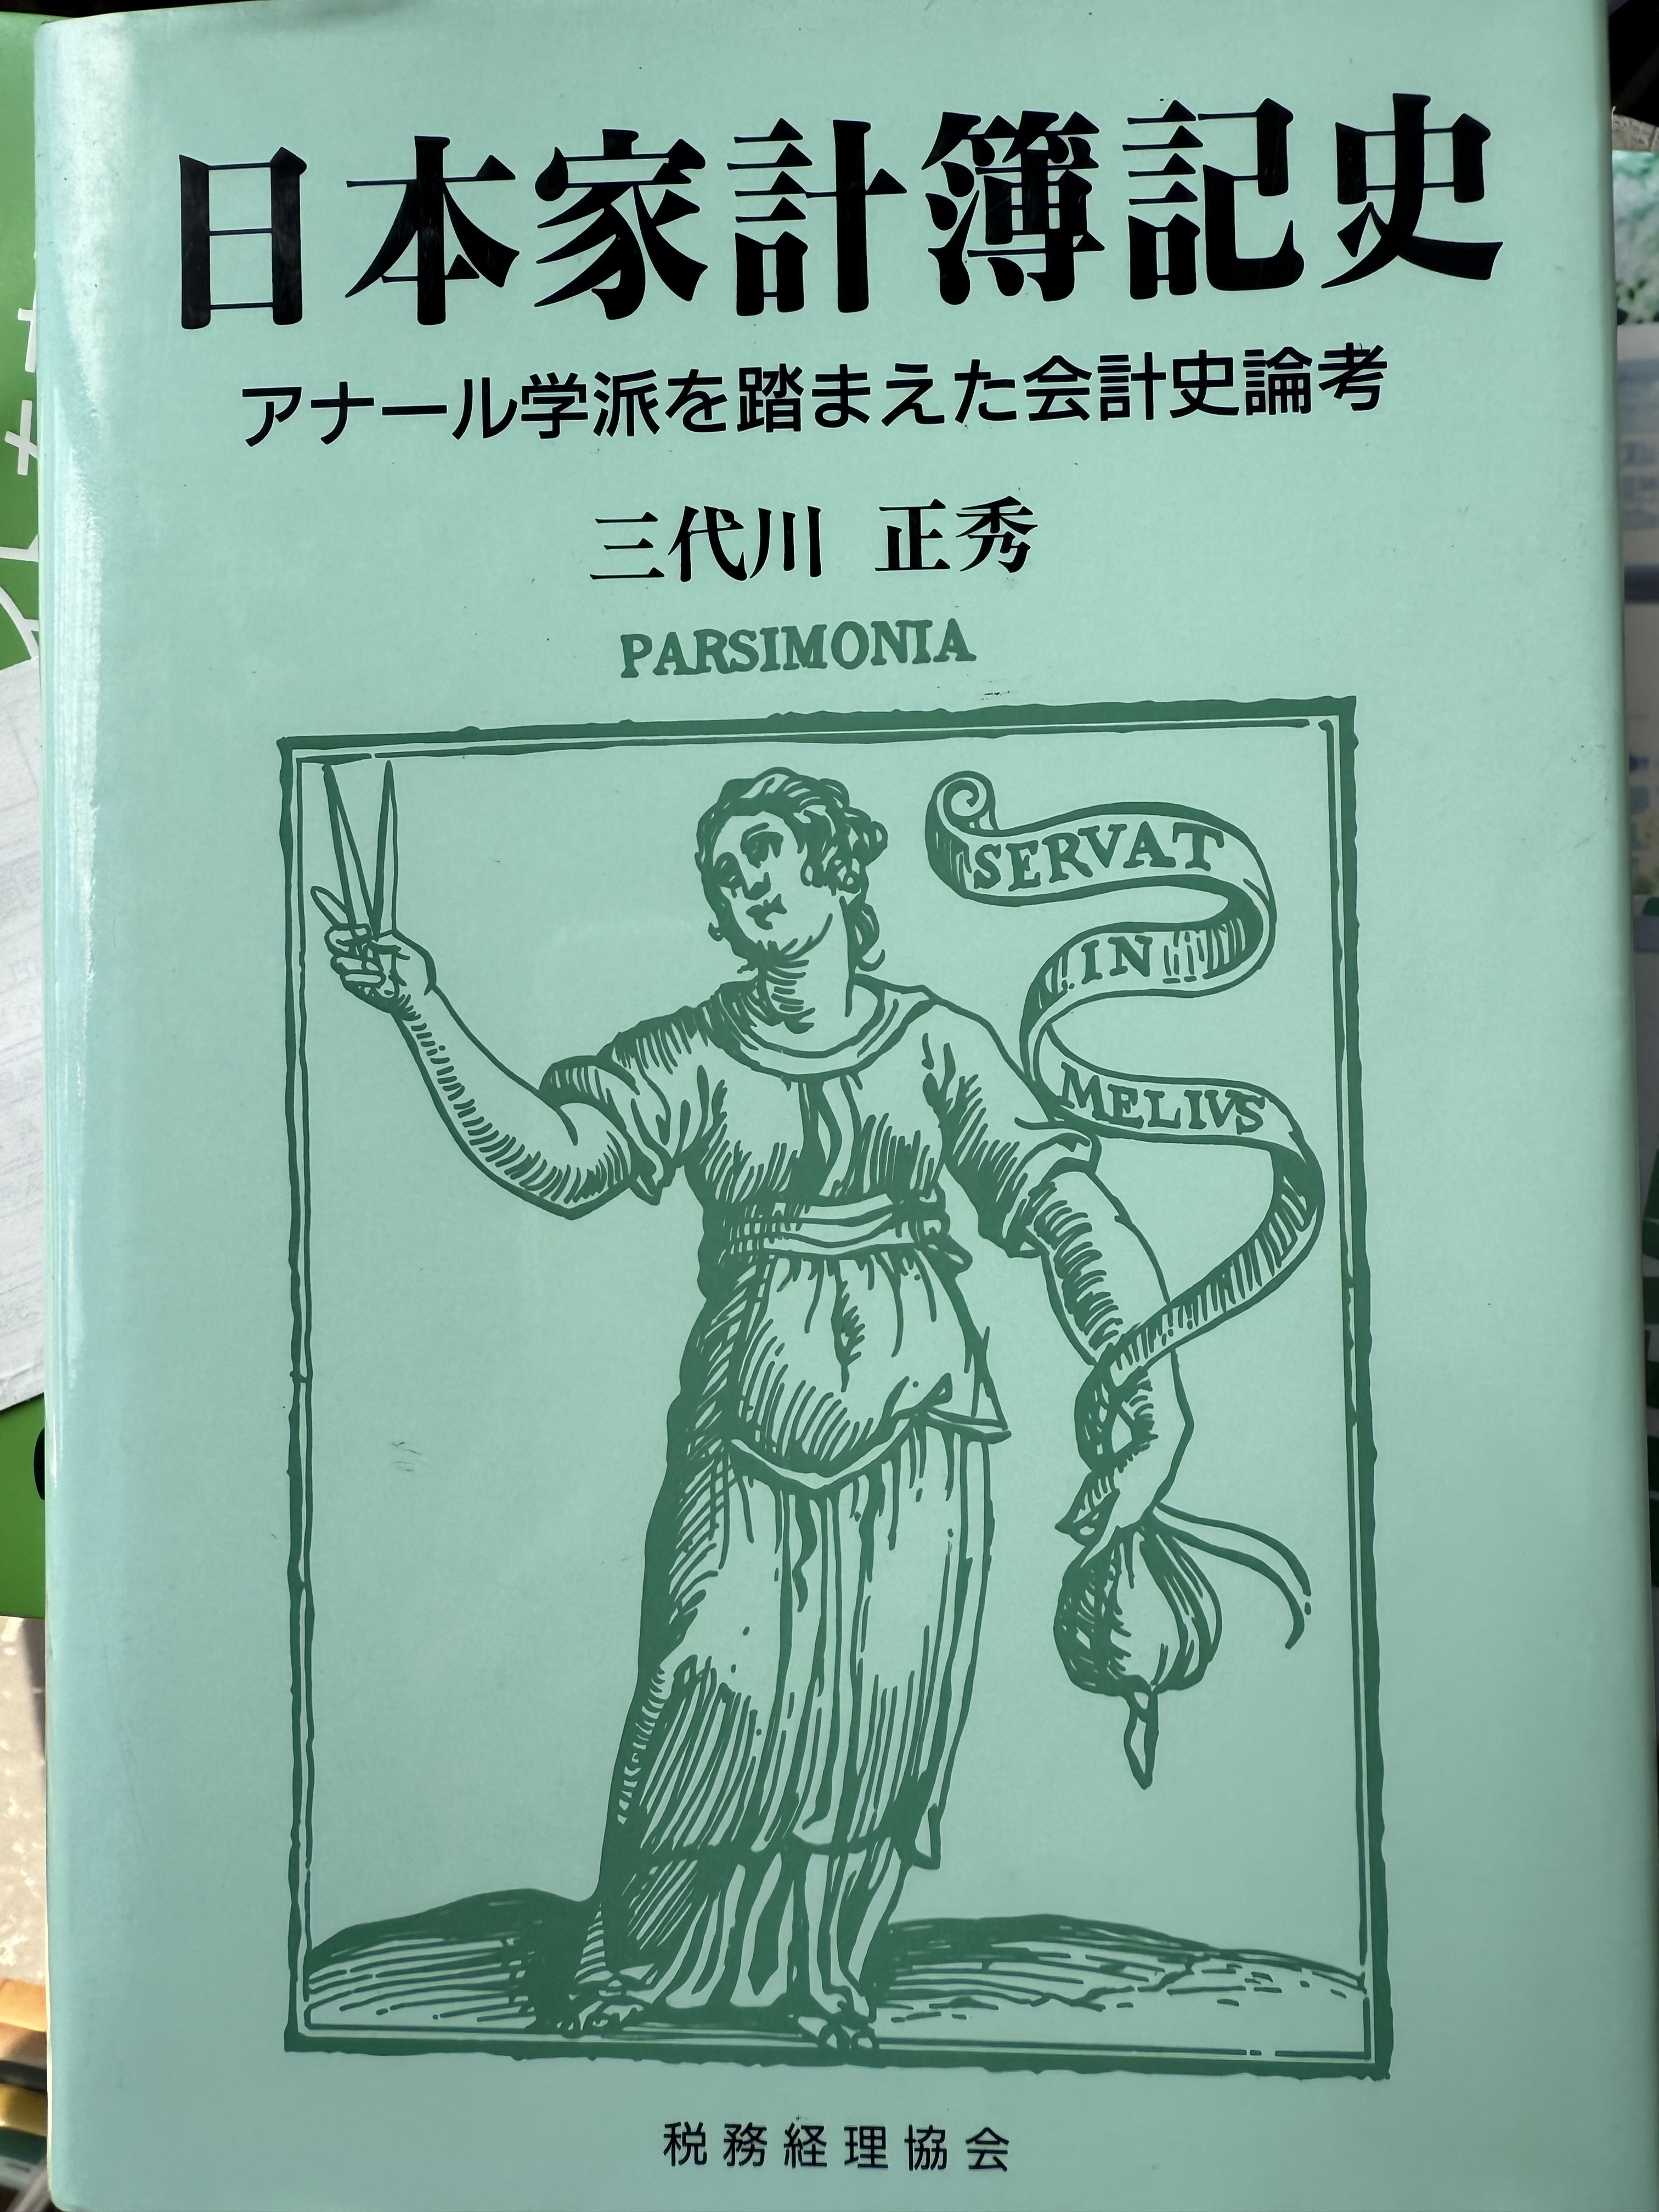 日本家計簿記史
アナール学派を踏まえた会計史論考
三代川 正秀
PARSIMONIA
SERVAT
IN
MELIVS
税務経理協会